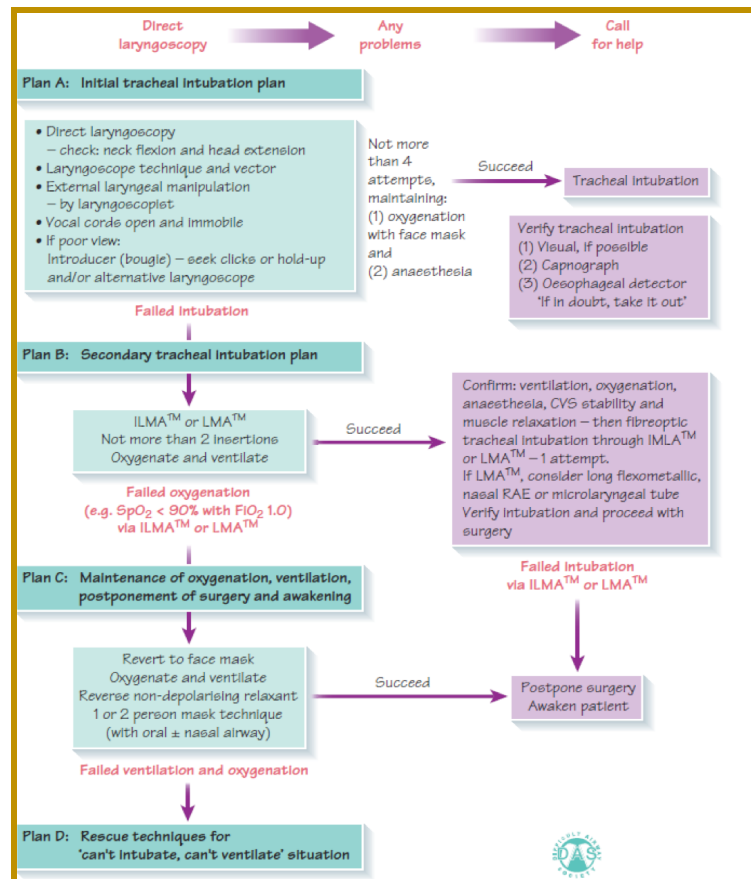 Direct
laryngoscopy
Any
problems
Call
for help
Plan A: Initial tracheal intubation plan
• Direct laryngoscopy
– check: neck flexion and head extension
• Laryngoscope technique and vector
• External laryngeal manipulation
– by laryngoscopist
• Vocal cords open and immobile
• If poor view:
Introducer (bougie) – seek clicks or hold-up
and/or alternative laryngoscope
Not more
than 4
attempts,
maintaining:
(1) oxygenation
with face mask
and
(2) anaesthesia
Succeed
Tracheal Intubation
Verify tracheal intubation
(1) Visual, if possible
(2) Capnograph
(3) Oesophageal detector
'If in doubt, take it out'
Failed intubation
Plan B: Secondary tracheal intubation plan
ILMA™ or LMA™
Not more than 2 insertions
Oxygenate and ventilate
Succeed
Confirm: ventilation, oxygenation,
anaesthesia, CVS stability and
muscle relaxation – then fibreoptic
tracheal intubation through IMLA™
or LMA™ – 1 attempt.
If LMA™, consider long flexometallic,
nasal RAE or microlaryngeal tube
Verify Intubation and proceed with
surgery
Failed oxygenation
(e.g. SpO₂ < 90% with FiO₂ 1.0)
via ILMA™ or LMA™
Failed Intubation
via ILMA™ or LMA™
Plan C: Maintenance of oxygenation, ventilation,
postponement of surgery and awakening
Revert to face mask
Oxygenate and ventilate
Reverse non-depolarising relaxant
1 or 2 person mask technique
(with oral ± nasal airway)
Succeed
Postpone surgery
Awaken patient
Failed ventilation and oxygenation
Plan D: Rescue techniques for
'can't intubate, can't ventilate' situation
DIFFICULT AIRWAY
DAS
SOCIETY